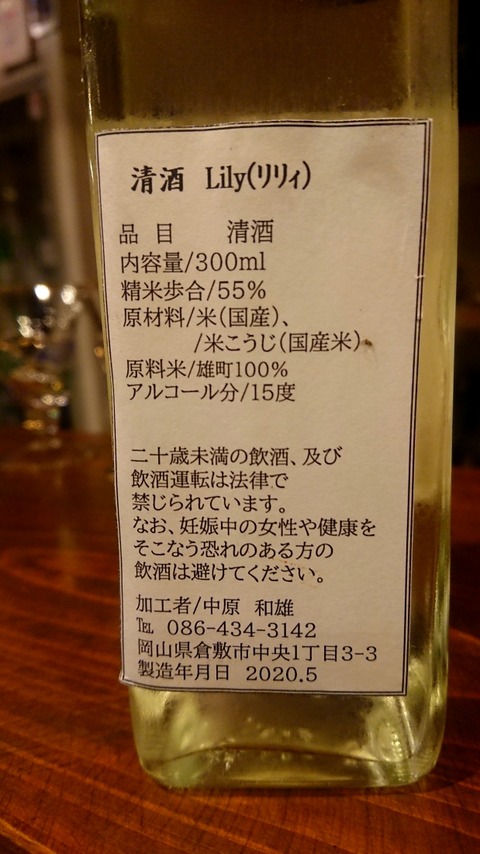 清酒 Lily(リリィ)
品 目 清酒
内容量/300ml
精米歩合/55%
原材料/米(国産)、
/米こうじ(国産米)
原料米/雄町100%
アルコール分/15度
二十歳未満の飲酒、及び
飲酒運転は法律で
禁じられています。
なお、妊娠中の女性や健康を
そこなう恐れのある方の
飲酒は避けてください。
加工者/中原 和雄
℡ 086-434-3142
岡山県倉敷市中央1丁目3-3
製造年月日 2020.5